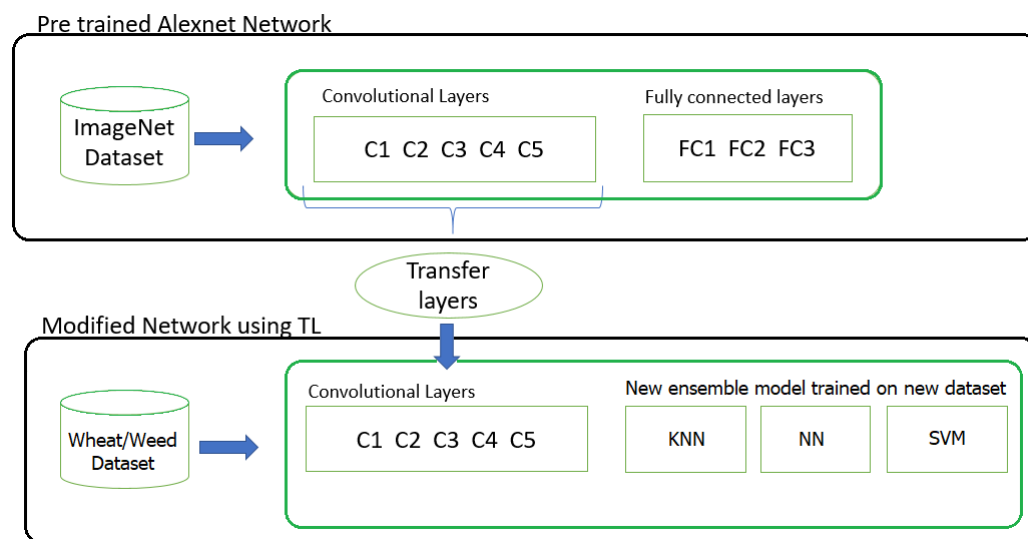 Pre trained Alexnet Network
ImageNet
Dataset
Convolutional Layers
C1 C2 C3 C4 C5
Fully connected layers
FC1 FC2 FC3
Transfer
layers
Modified Network using TL
Wheat/Weed
Dataset
Convolutional Layers
C1 C2 C3 C4 C5
New ensemble model trained on new dataset
KNN
NN
SVM